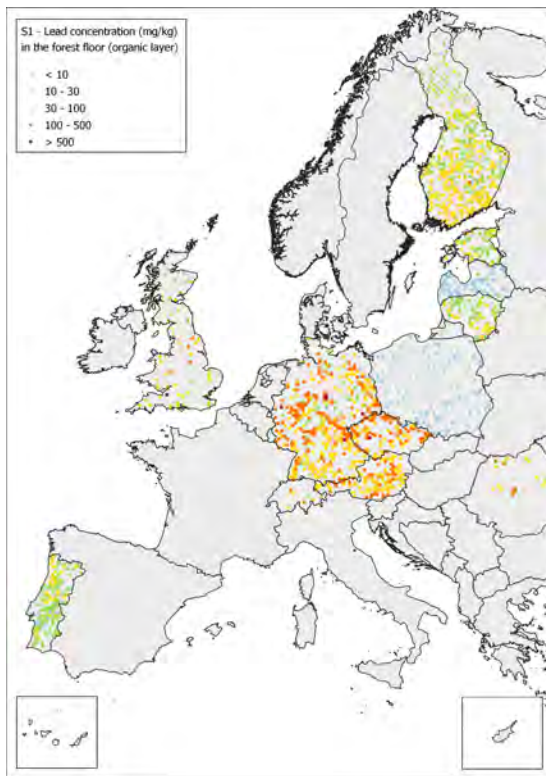 S1 - Lead concentration (mg/kg)
in the forest floor (organic layer)
< 10
10 - 30
30 - 100
100 - 500
> 500